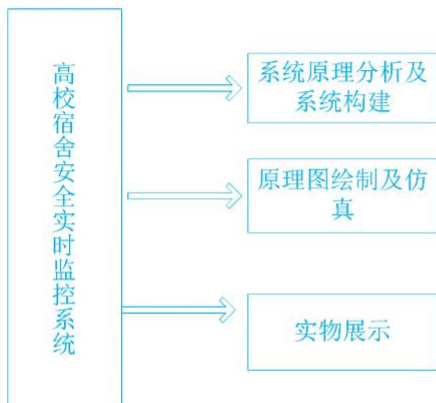 高校宿舍安全实时监控系统
系统原理分析及
系统构建
原理图绘制及仿
真
实物展示